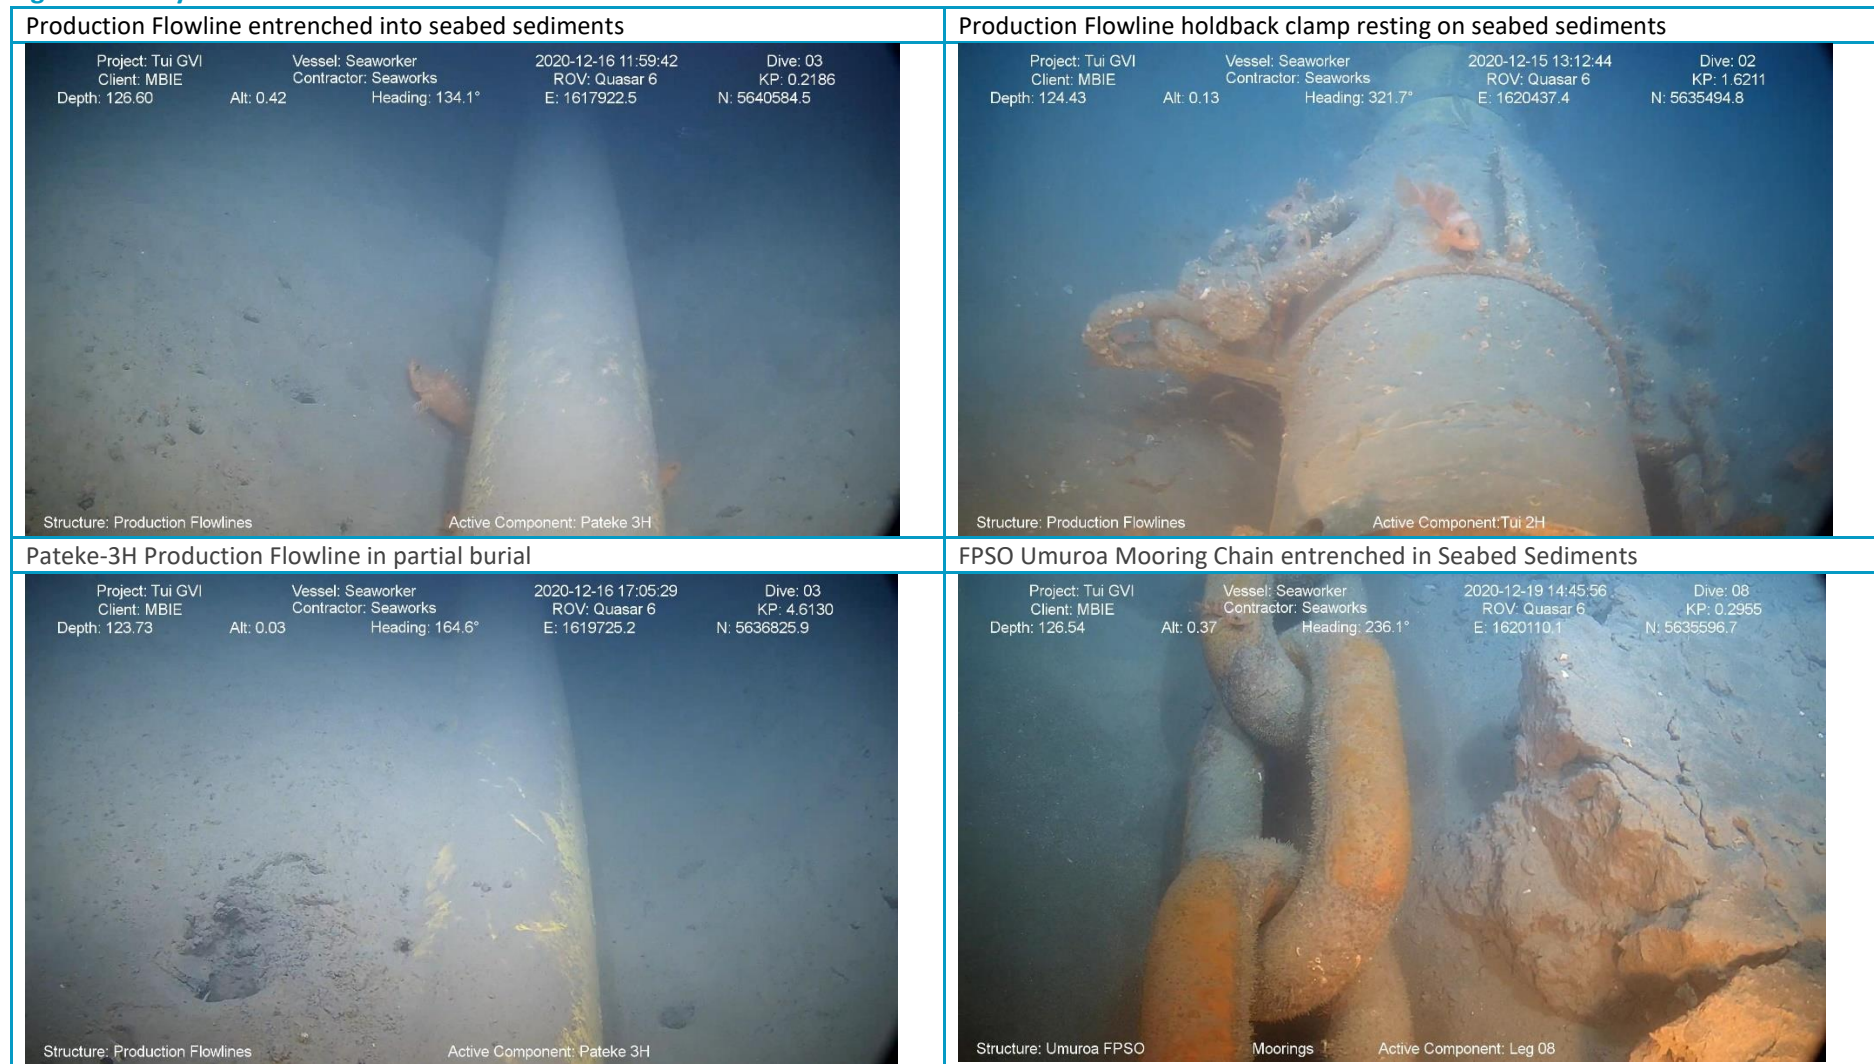 Production Flowline entrenched into seabed sediments
Production Flowline holdback clamp resting on seabed sediments
Project: Tui GVI Vessel: Seaworker 2020-12-16 11:59:42 Dive: 03
Client: MBIE Contractor: Seaworks ROV: Quasar 6 KP: 0.2186
Depth: 126.60 Alt: 0.42 Heading: 134.1° E: 1617922.5 N: 5640584.5
Structure: Production Flowlines Active Component: Pateke 3H
Project: Tui GVI Vessel: Seaworker 2020-12-15 13:12:44 Dive: 02
Client: MBIE Contractor: Seaworks ROV: Quasar 6 KP: 1.6211
Depth: 124.43 Alt: 0.13 Heading: 321.7° E: 1620437.4 N: 5635494.8
Structure: Production Flowlines Active Component:Tui 2H
Pateke-3H Production Flowline in partial burial
FPSO Umuroa Mooring Chain entrenched in Seabed Sediments
Project: Tui GVI Vessel: Seaworker 2020-12-16 17:05:29 Dive: 03
Client: MBIE Contractor: Seaworks ROV: Quasar 6 KP: 4.6130
Depth: 123.73 Alt: 0.03 Heading: 164.6° E: 1619725.2 N: 5636825.9
Structure: Production Flowlines Active Component: Pateke 3H
Project: Tui GVI Vessel: Seaworker 2020-12-19 14:45:56 Dive: 08
Client: MBIE Contractor: Seaworks ROV: Quasar 6 KP: 0.2955
Depth: 126.54 Alt: 0.37 Heading: 236.1° E: 1620110.1 N: 5635596.7
Structure: Umuroa FPSO Moorings Active Component: Leg 08